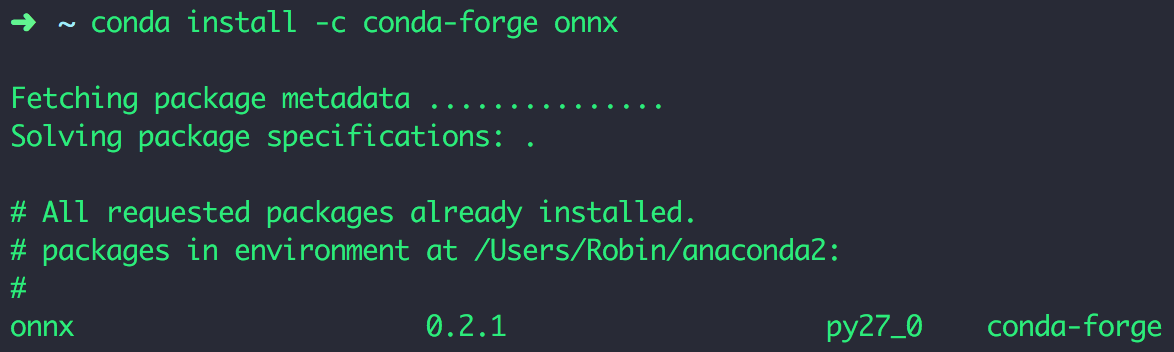 ➜ ~ conda install -c conda-forge onnx
Fetching package metadata ...............
Solving package specifications: .
# All requested packages already installed.
# packages in environment at /Users/Robin/anaconda2:
#
onnx 0.2.1 py27_0 conda-forge